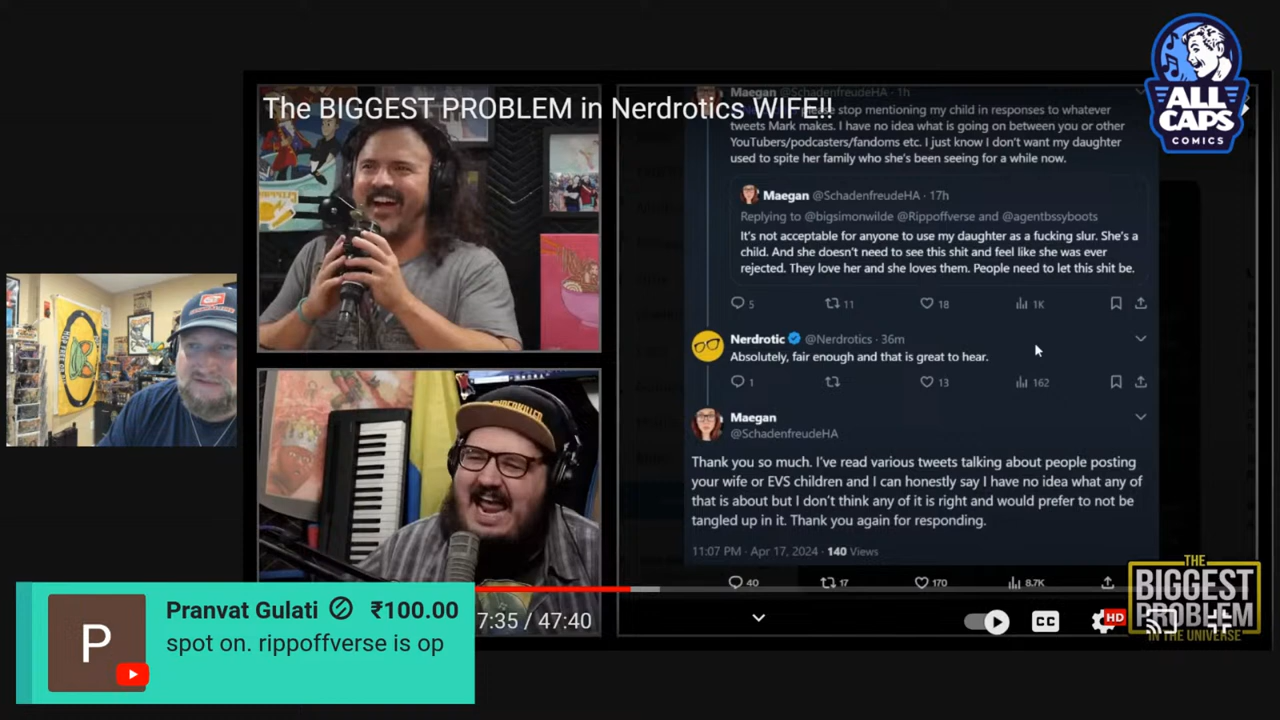 The BIGGEST PROBLEM in Nerdrotics WIFE!!
ALL
CAPS
COMICS
Maegan @SchadenfreudeHA · 1h
stop mentioning my child in responses to whatever
tweets Mark makes. I have no idea what is going on between you or other
YouTubers/podcasters/fandoms etc. I just know I don't want my daughter
used to spite her family who she's been seeing for a while now.
Maegan @SchadenfreudeHA · 17h
Replying to @bigsimonwilde @Rippoffverse and @agentbssyboots
It's not acceptable for anyone to use my daughter as a fucking slur. She's a
child. And she doesn't need to see this shit and feel like she was ever
rejected. They love her and she loves them. People need to let this shit be.
5 11 18 1K
Nerdrotic @Nerdrotics · 36m
Absolutely, fair enough and that is great to hear.
1 13 162
Maegan
@SchadenfreudeHA
Thank you so much. I've read various tweets talking about people posting
your wife or EVS children and I can honestly say I have no idea what any of
that is about but I don't think any of it is right and would prefer to not be
tangled up in it. Thank you again for responding.
11:07 PM · Apr 17, 2024 · 140 Views
40 17 170 8.7K
THE
BIGGEST
PROBLEM
IN THE UNIVERSE
7:35 / 47:40
CC
HD
P
Pranvat Gulati ₹100.00
spot on. rippoffverse is op